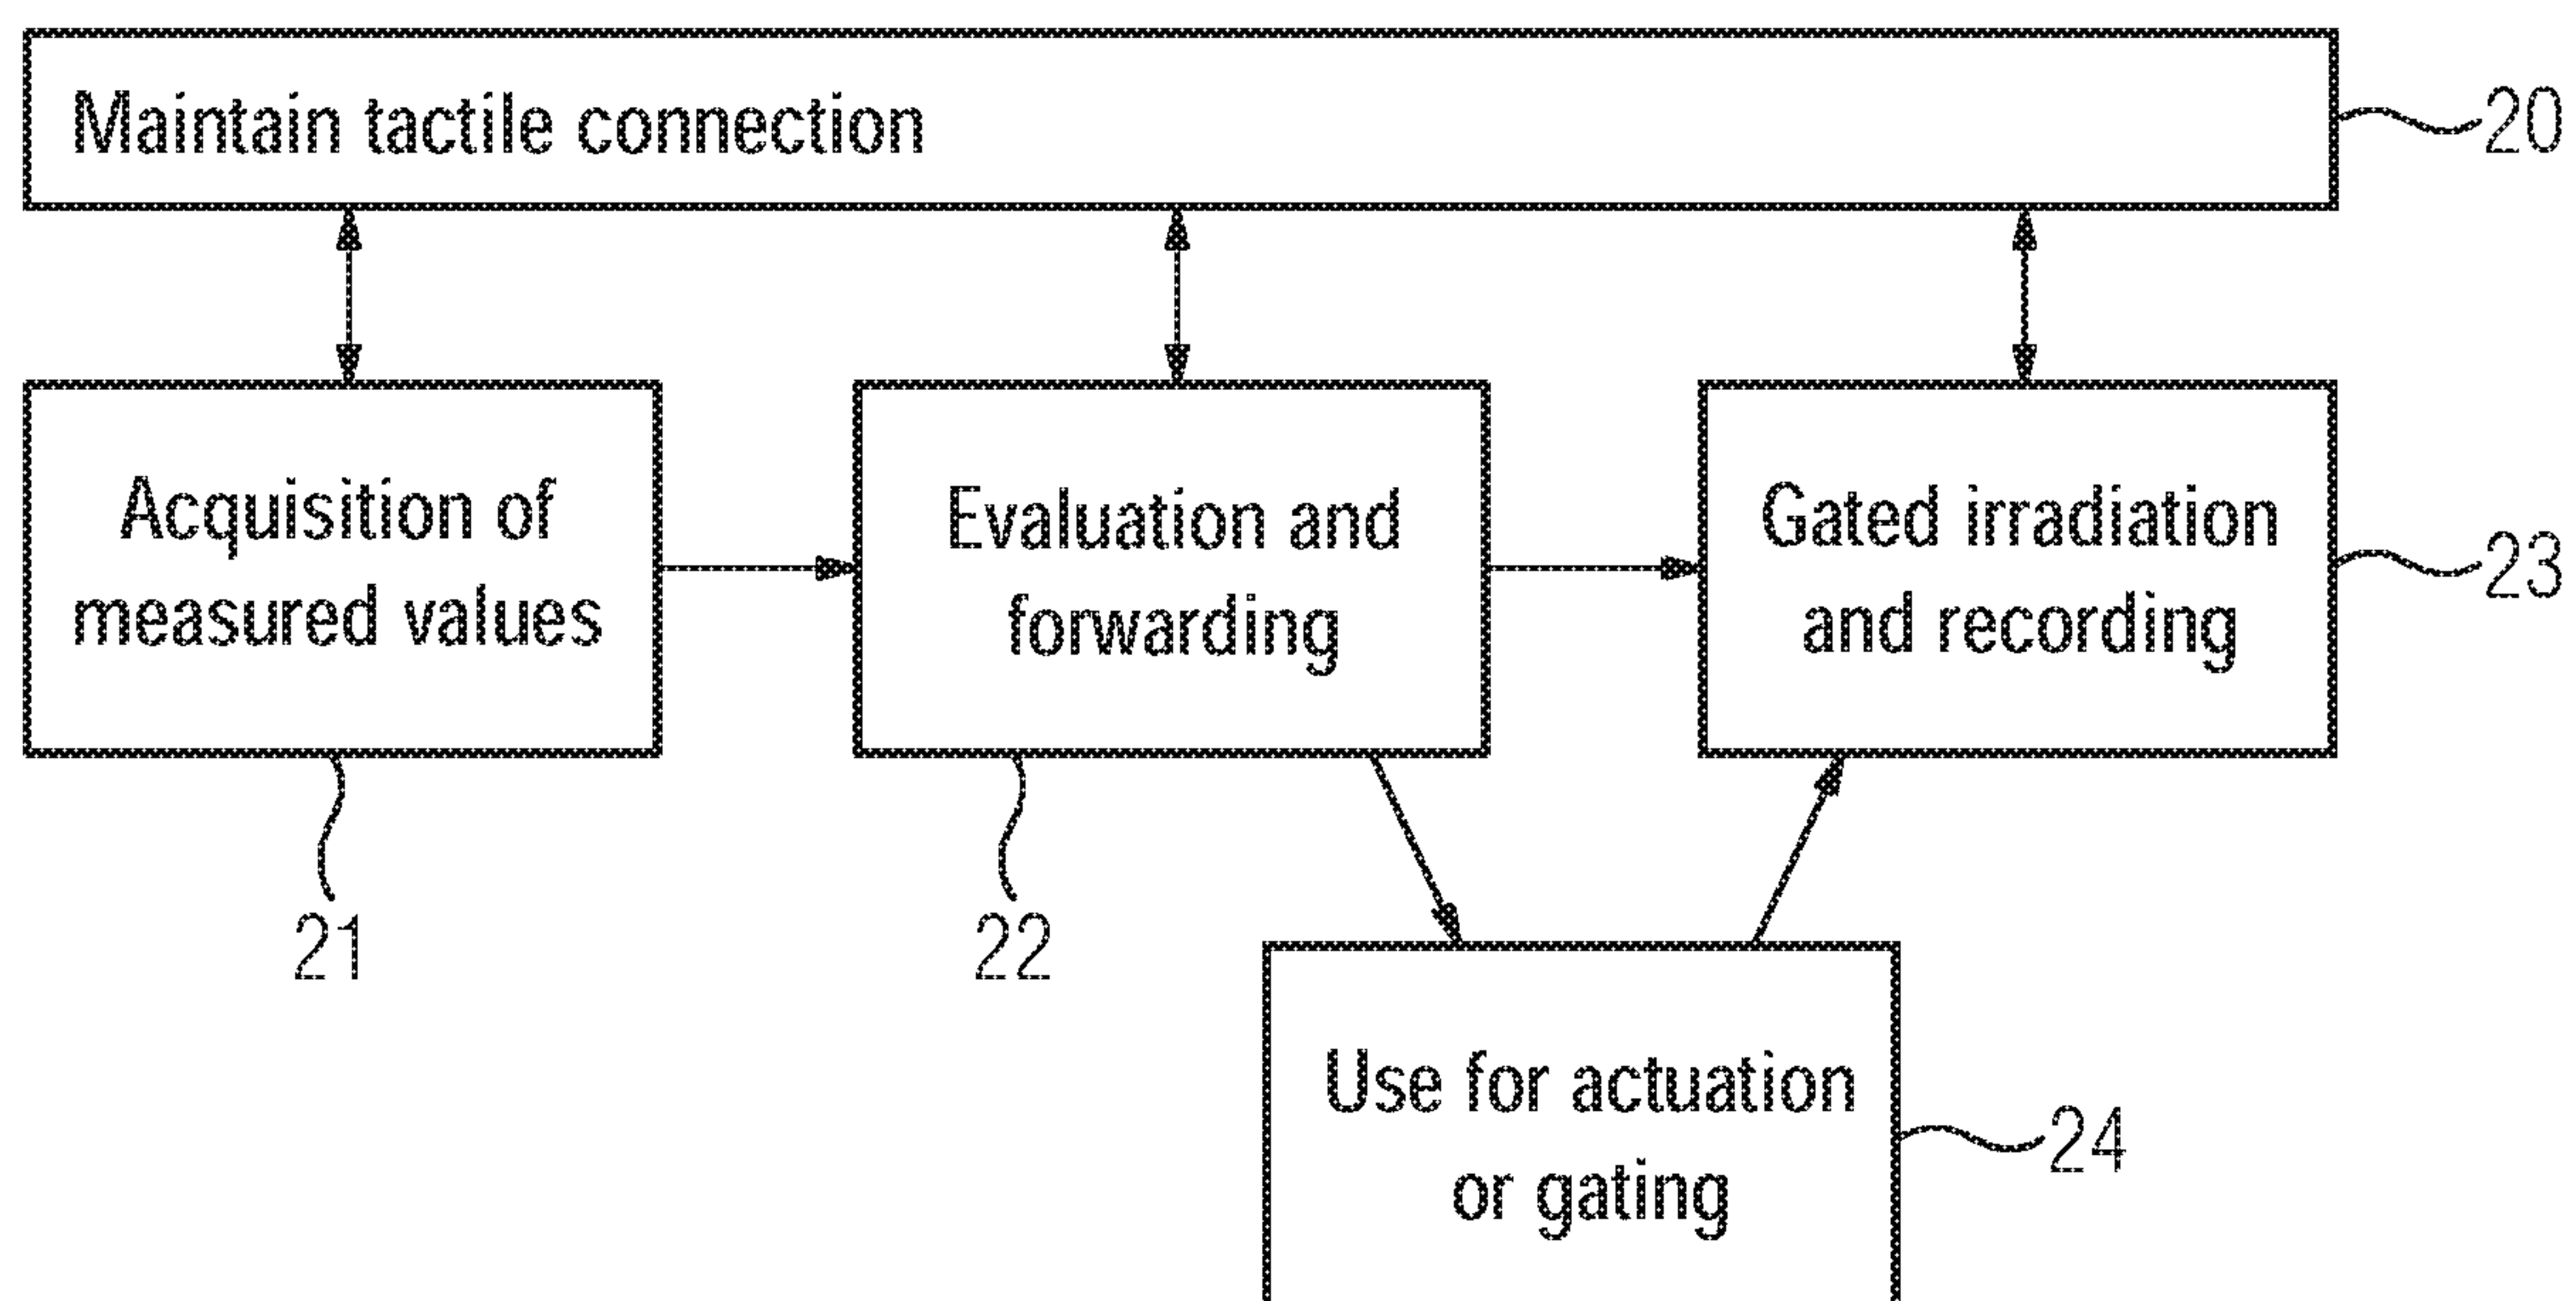 Maintain tactile connection
20
Acquisition of
measured values
Evaluation and
forwarding
Gated irradiation
and recording
23
21
22
Use for actuation
or gating
24